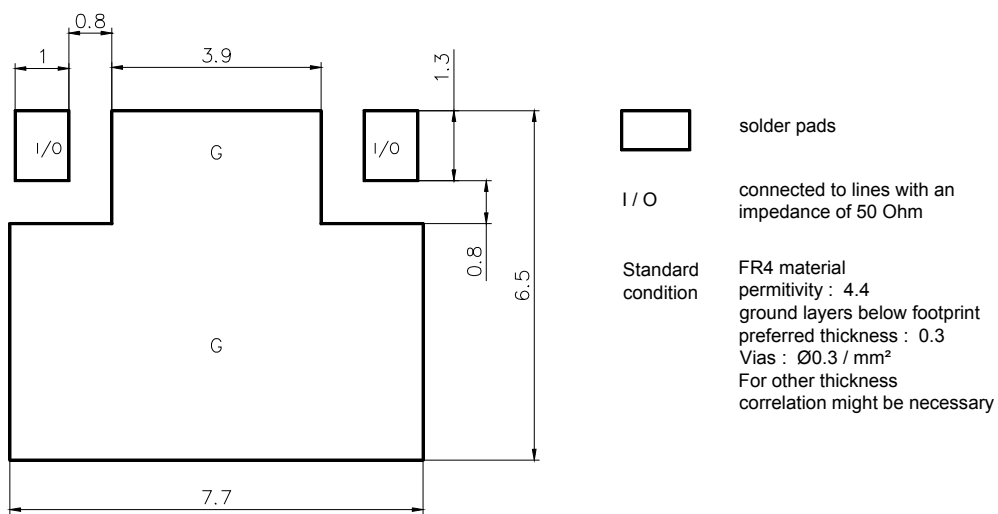 0.8
1
3.9
1.3
I/O
G
I/O
0.8
6.5
G
7.7
solder pads
I / O
connected to lines with an
impedance of 50 Ohm
Standard
condition
FR4 material
permitivity : 4.4
ground layers below footprint
preferred thickness : 0.3
Vias : Ø0.3 / mm²
For other thickness
correlation might be necessary